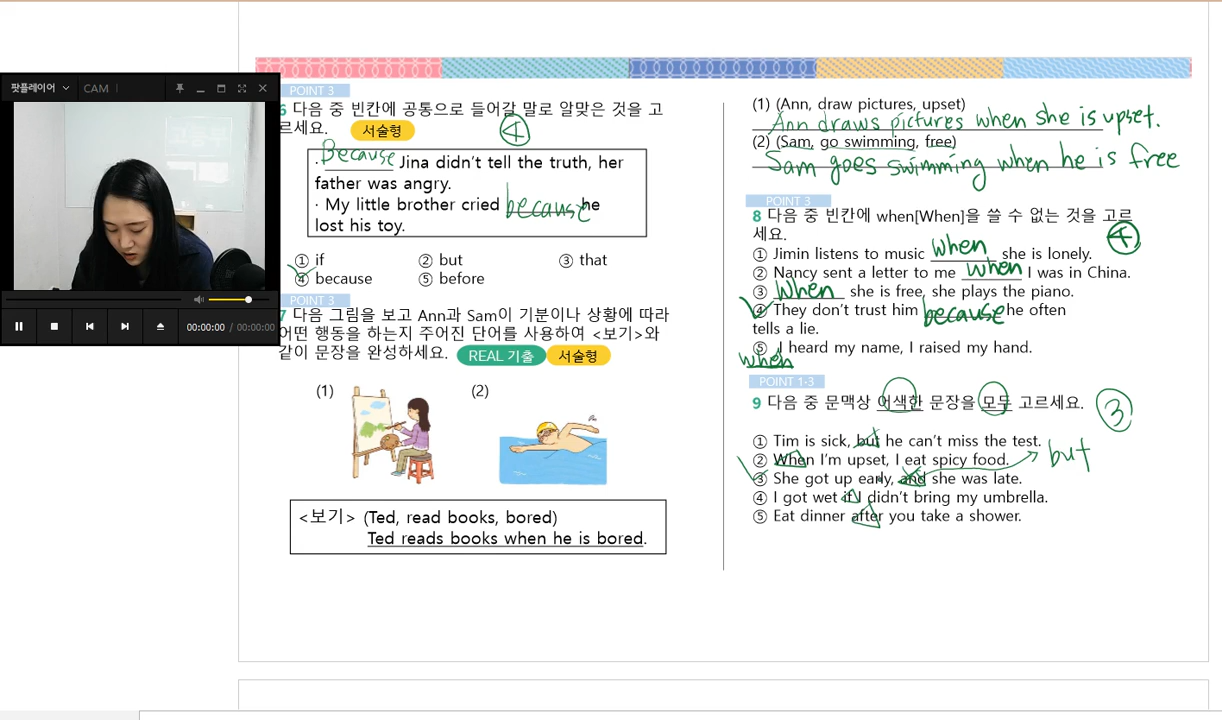 팟플레이어 CAM
00:00:00 / 00:00:00
POINT 3
6 다음 중 빈칸에 공통으로 들어갈 말로 알맞은 것을 고
르세요. 서술형 ④
· Because Jina didn't tell the truth, her
father was angry.
· My little brother cried because he
lost his toy.
① if ② but ③ that
④ because ⑤ before
POINT 3
7 다음 그림을 보고 Ann과 Sam이 기분이나 상황에 따라
어떤 행동을 하는지 주어진 단어를 사용하여 <보기>와
같이 문장을 완성하세요. REAL 기출 서술형
(1) (2)
<보기> (Ted, read books, bored)
Ted reads books when he is bored.
(1) (Ann, draw pictures, upset)
Ann draws pictures when she is upset.
(2) (Sam, go swimming, free)
Sam goes swimming when he is free
POINT 3
8 다음 중 빈칸에 when[When]을 쓸 수 없는 것을 고르
세요. ④
① Jimin listens to music when she is lonely.
② Nancy sent a letter to me when I was in China.
③ When she is free, she plays the piano.
④ They don't trust him because he often
tells a lie.
⑤ I heard my name, I raised my hand.
when
POINT 1-3
9 다음 중 문맥상 어색한 문장을 모두 고르세요. ③
① Tim is sick, but he can't miss the test.
② When I'm upset, I eat spicy food. but
③ She got up early, and she was late.
④ I got wet if I didn't bring my umbrella.
⑤ Eat dinner after you take a shower.